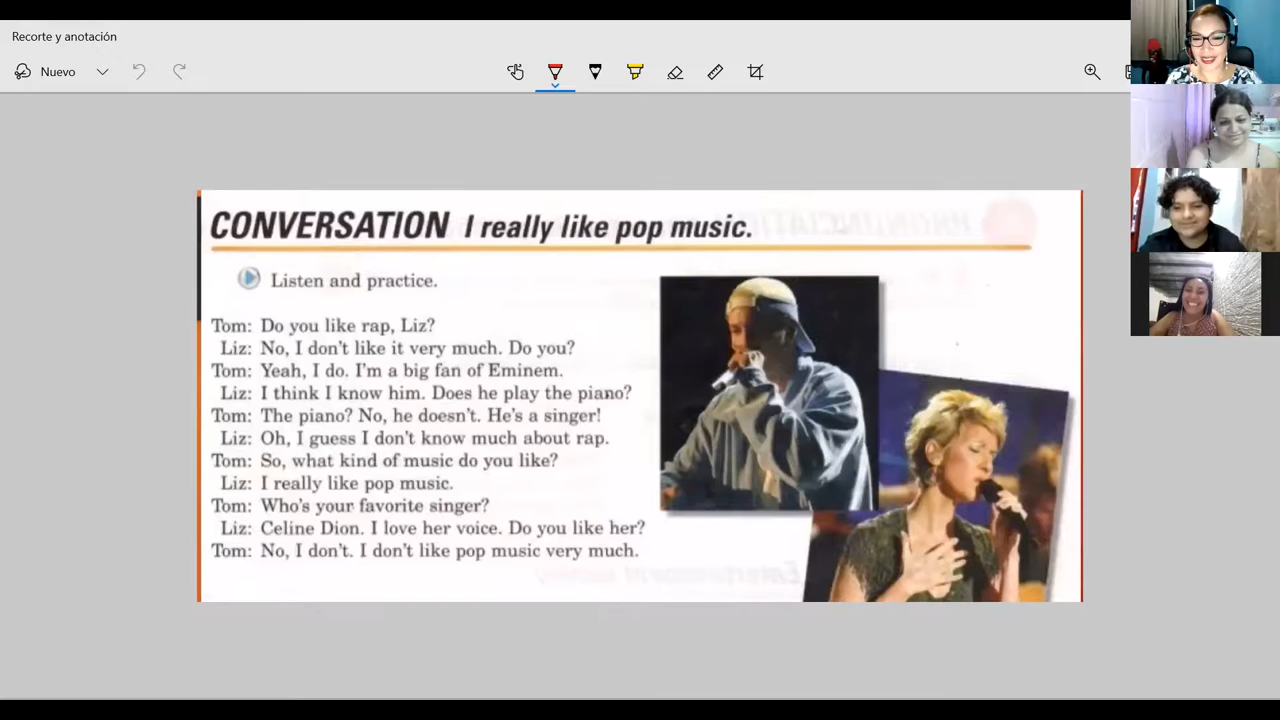 Recorte y anotación
Nuevo
CONVERSATION I really like pop music.
Listen and practice.
Tom: Do you like rap, Liz?
Liz: No, I don't like it very much. Do you?
Tom: Yeah, I do. I'm a big fan of Eminem.
Liz: I think I know him. Does he play the piano?
Tom: The piano? No, he doesn't. He's a singer!
Liz: Oh, I guess I don't know much about rap.
Tom: So, what kind of music do you like?
Liz: I really like pop music.
Tom: Who's your favorite singer?
Liz: Celine Dion. I love her voice. Do you like her?
Tom: No, I don't. I don't like pop music very much.